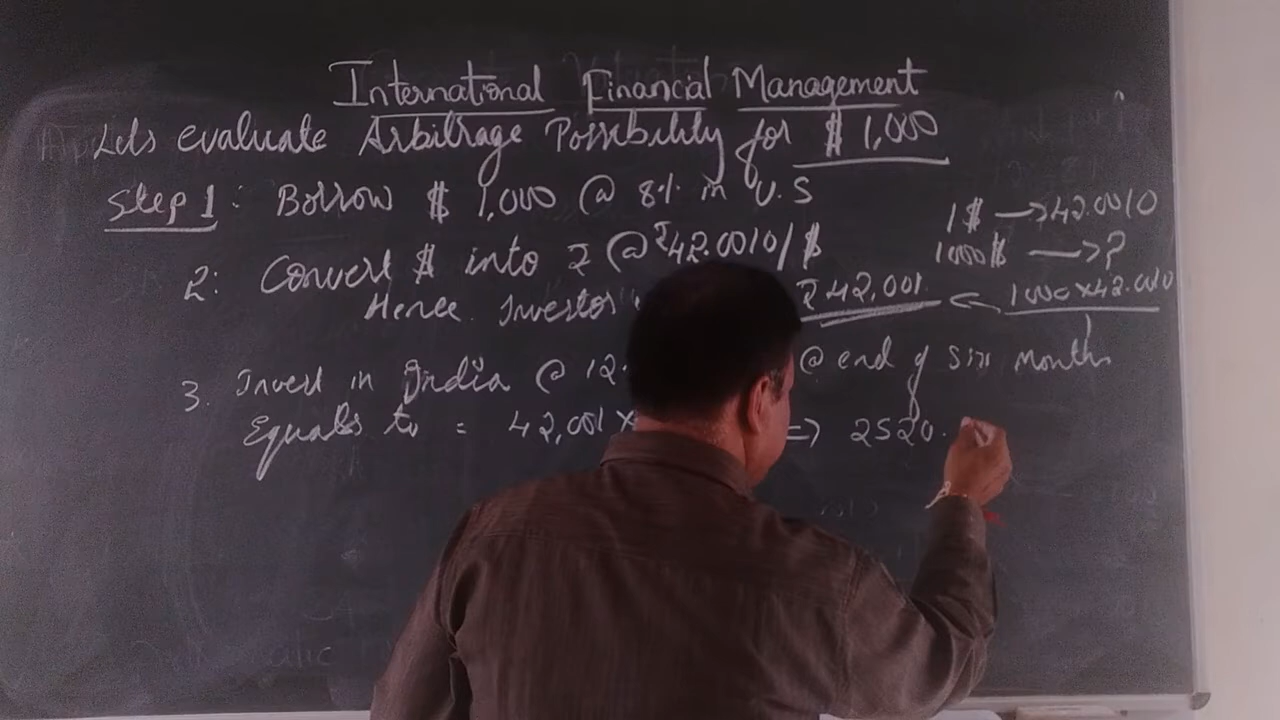 International Financial Management
Lets evaluate Arbitrage Possibility for $ 1,000
Step 1: Borrow $ 1,000 @ 8% in U.S
1$ → 42.0010
2: Convert $ into ₹ @ ₹42.0010/$
1000$ → ?
Hence Investor ₹42,001 ← 1000×42.0010
3. Invest in India @ 12. @ end of six months
Equals to = 42,001 × => 2520.